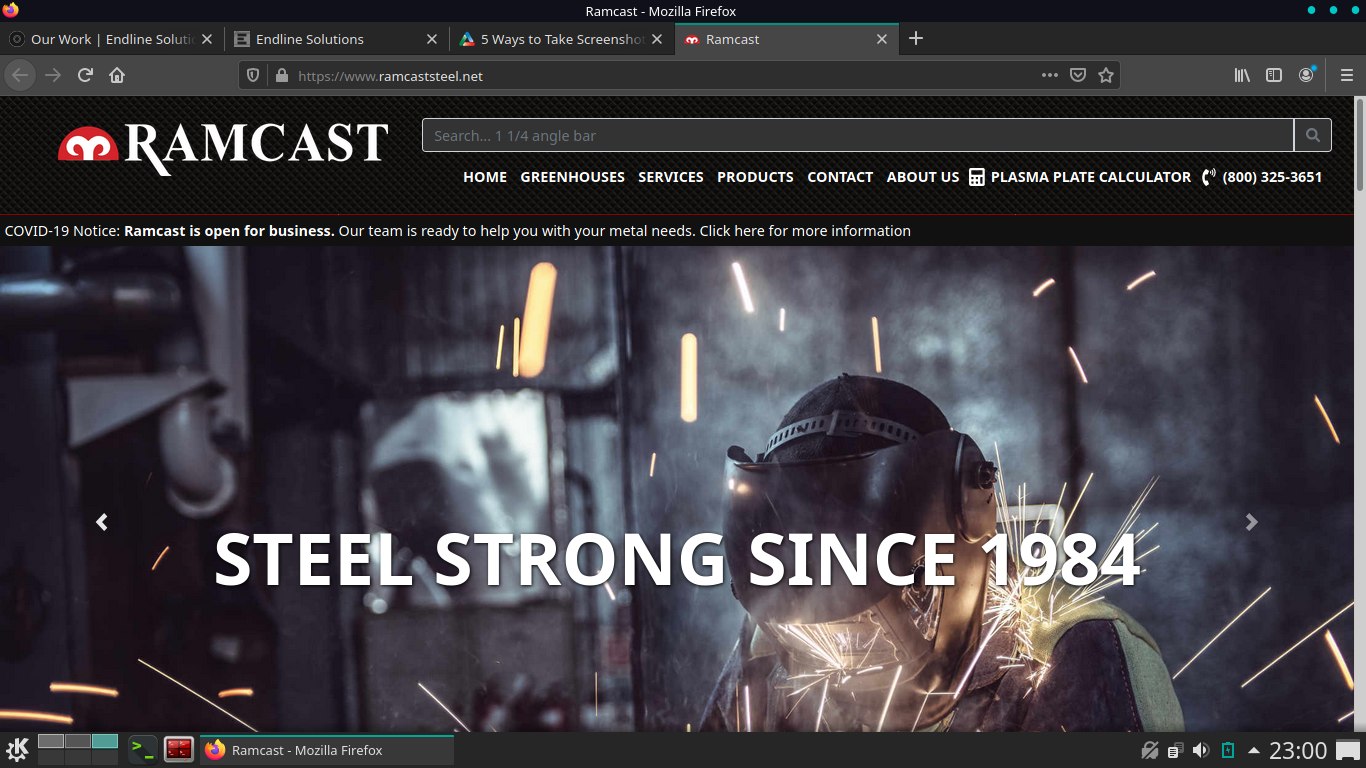 Ramcast - Mozilla Firefox
Our Work | Endline Soluti
Endline Solutions
5 Ways to Take Screensho
Ramcast
https://www.ramcaststeel.net
RAMCAST
Search... 1 1/4 angle bar
HOME GREENHOUSES SERVICES PRODUCTS CONTACT ABOUT US PLASMA PLATE CALCULATOR (800) 325-3651
COVID-19 Notice: Ramcast is open for business. Our team is ready to help you with your metal needs. Click here for more information
STEEL STRONG SINCE 1984
Ramcast - Mozilla Firefox
23:00